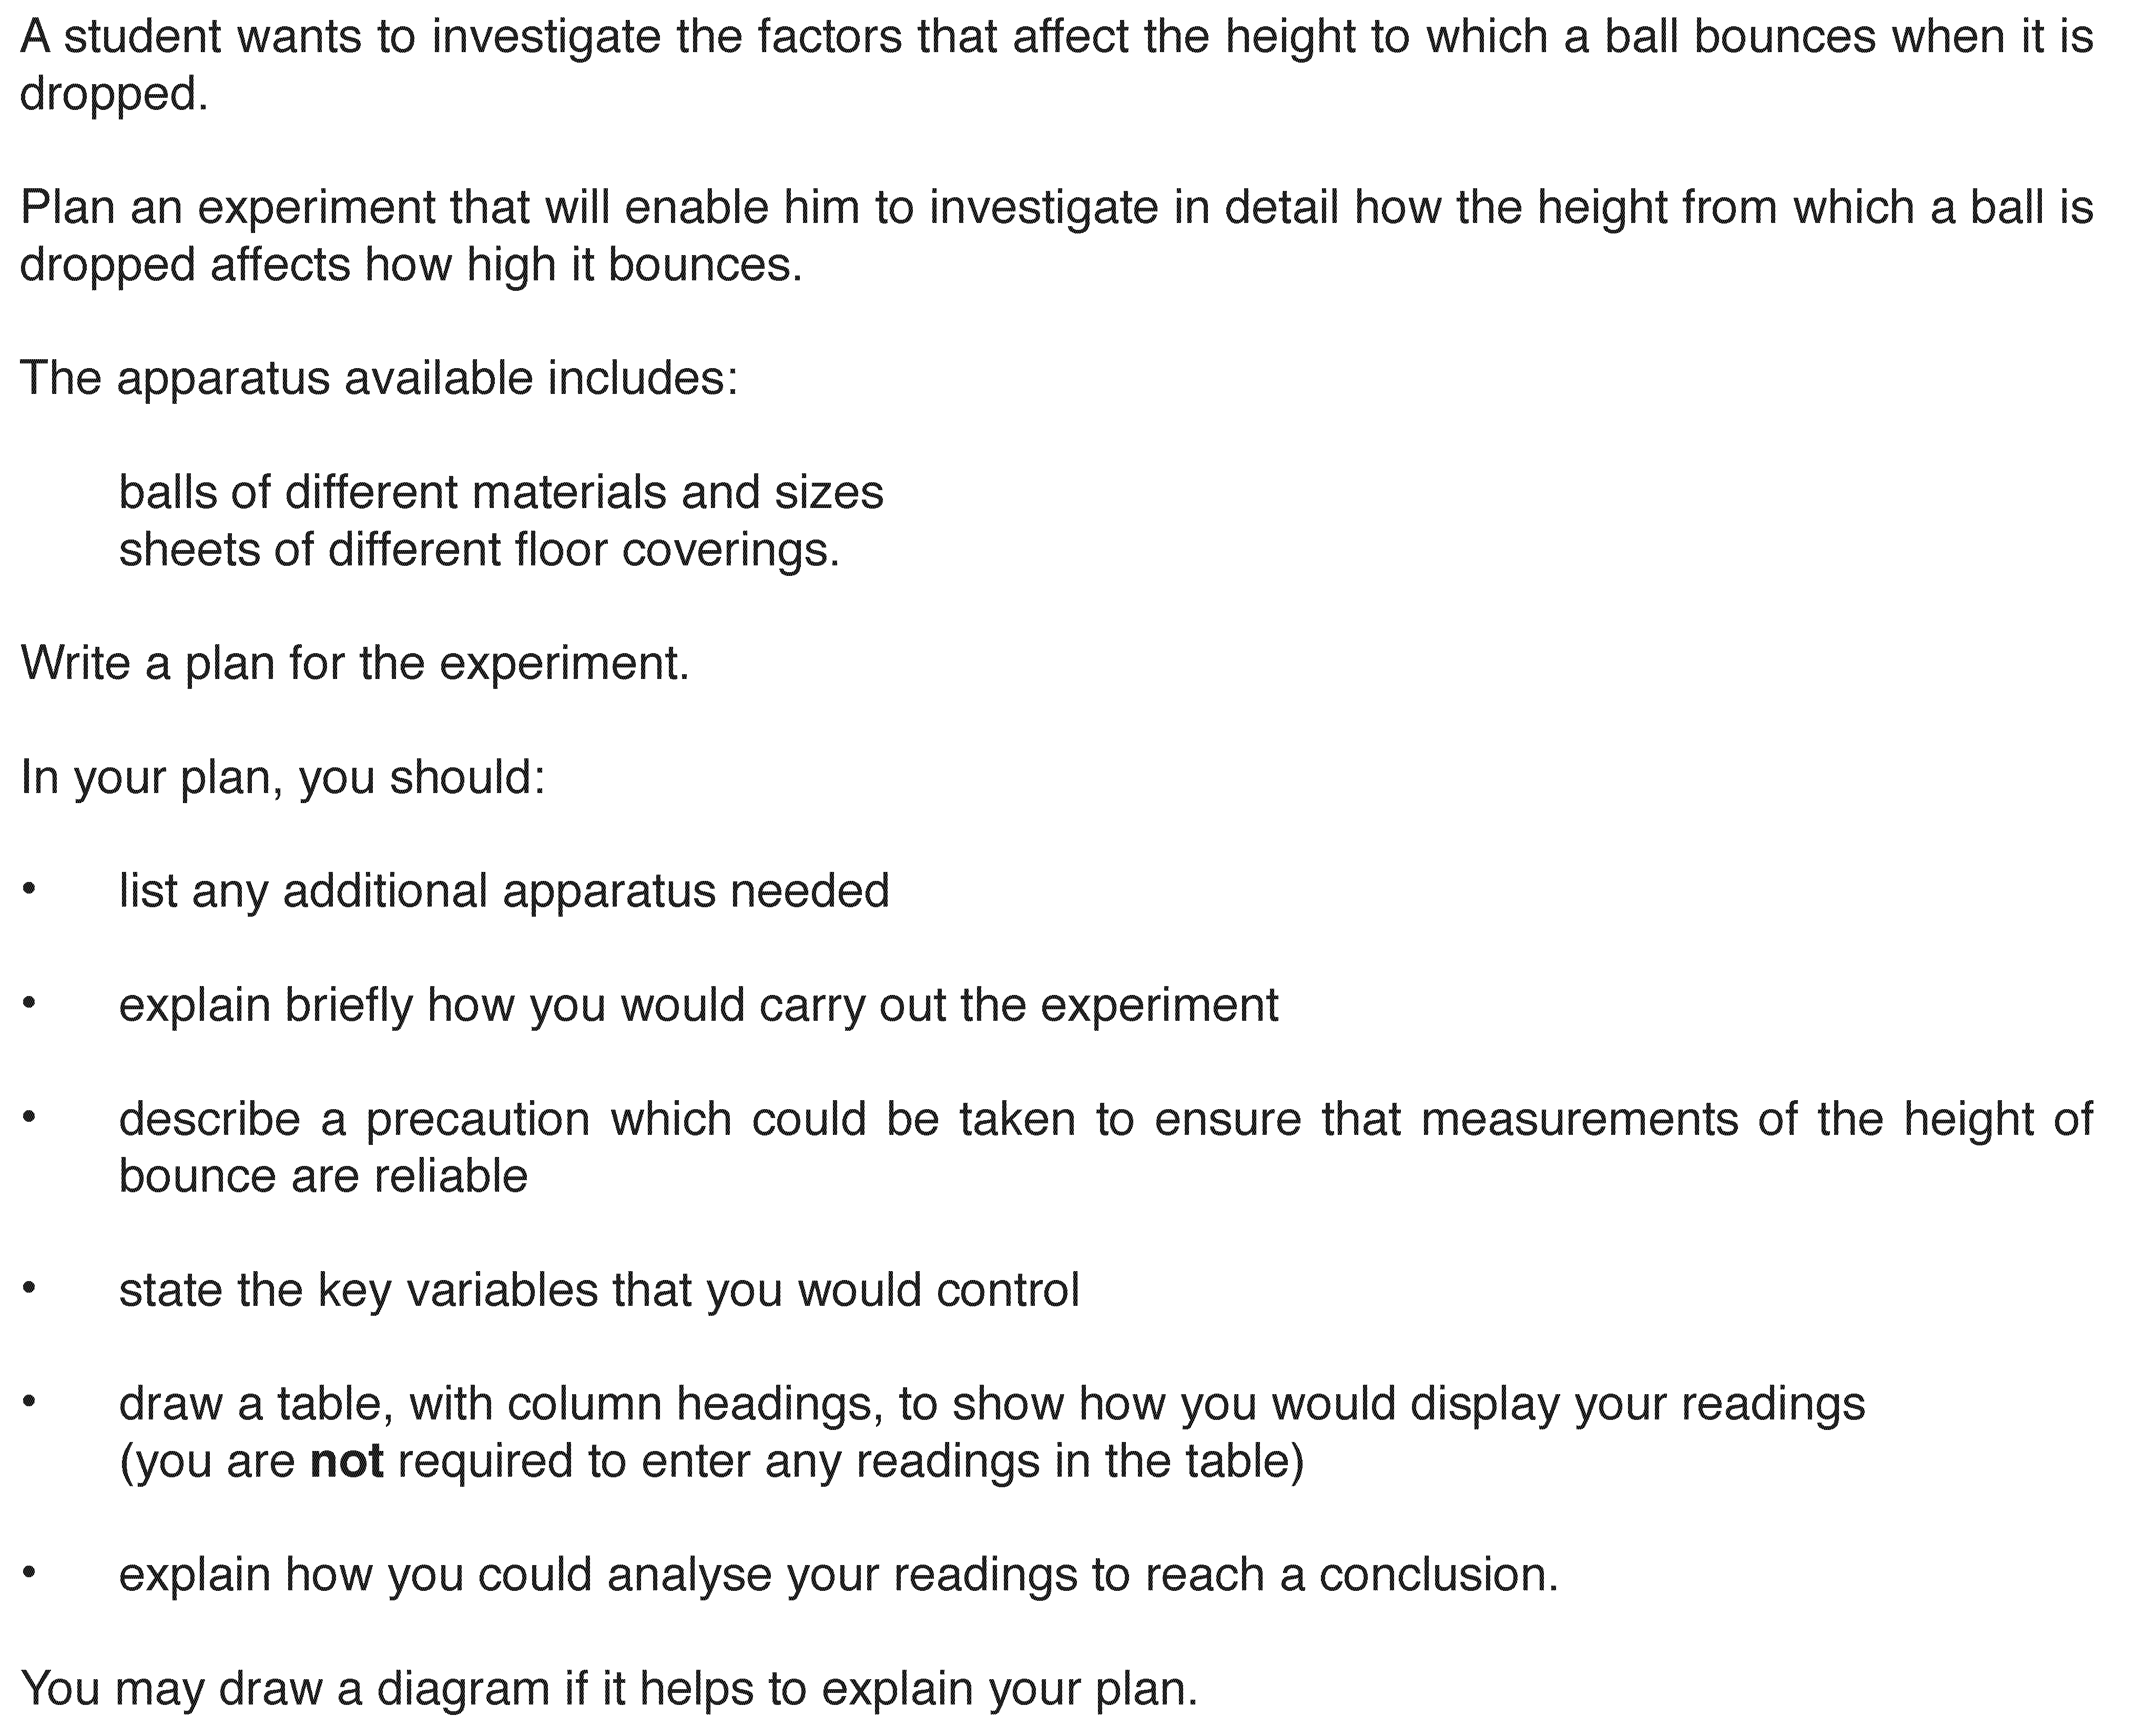 A student wants to investigate the factors that affect the height to which a ball bounces when it is
dropped.
Plan an experiment that will enable him to investigate in detail how the height from which a ball is
dropped affects how high it bounces.
The apparatus available includes:
balls of different materials and sizes
sheets of different floor coverings.
Write a plan for the experiment.
In your plan, you should:
• list any additional apparatus needed
• explain briefly how you would carry out the experiment
• describe a precaution which could be taken to ensure that measurements of the height of
bounce are reliable
• state the key variables that you would control
• draw a table, with column headings, to show how you would display your readings
(you are not required to enter any readings in the table)
• explain how you could analyse your readings to reach a conclusion.
You may draw a diagram if it helps to explain your plan.